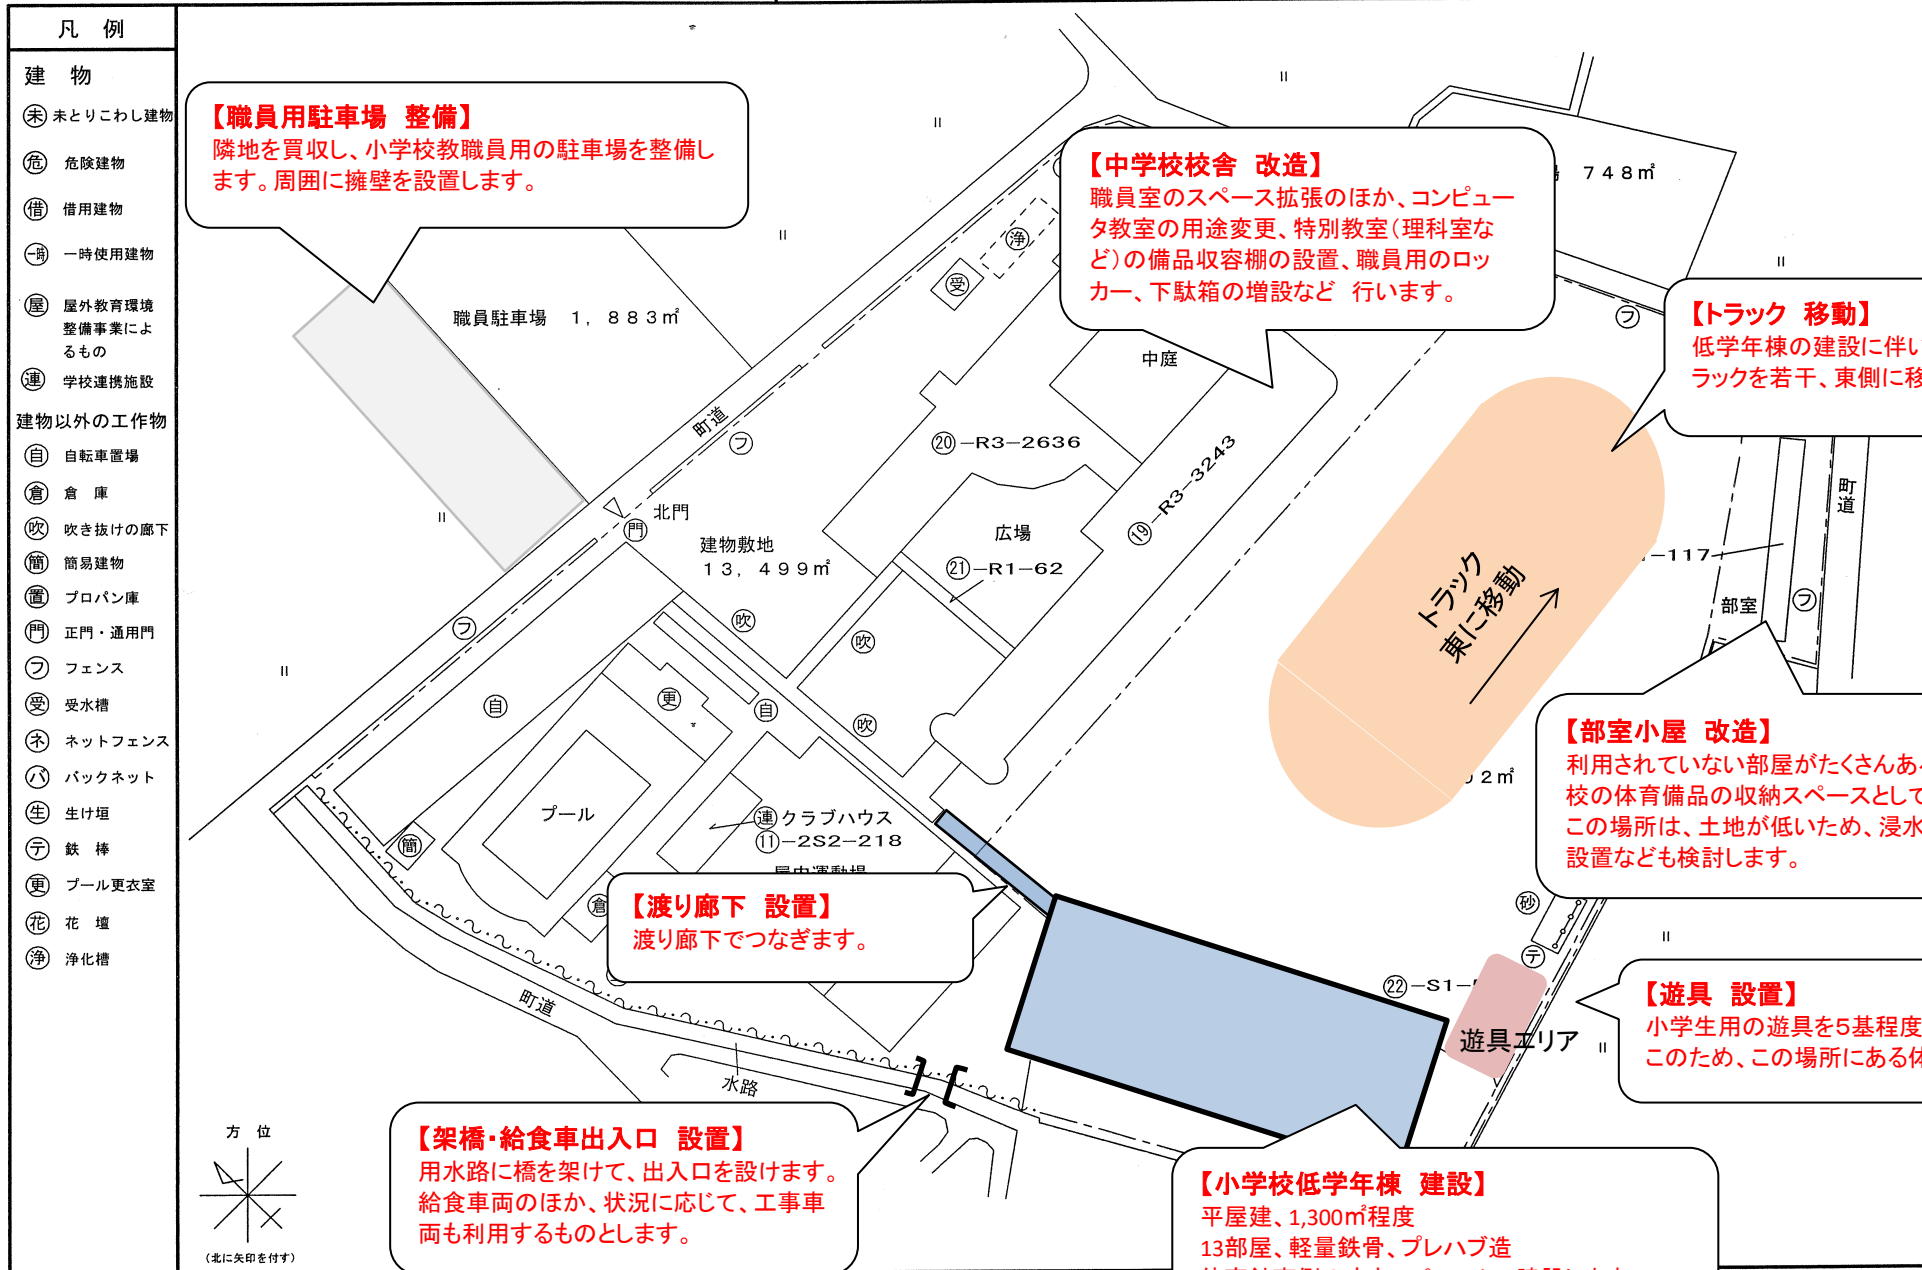 凡 例
建 物
未 未とりこわし建物
危 危険建物
借 借用建物
一時 一時使用建物
屋 屋外教育環境
整備事業によ
るもの
連 学校連携施設
建物以外の工作物
自 自転車置場
倉 倉 庫
吹 吹き抜けの廊下
簡 簡易建物
置 プロパン庫
門 正門・通用門
フ フェンス
受 受水槽
ネ ネットフェンス
バ バックネット
生 生け垣
テ 鉄 棒
更 プール更衣室
花 花 壇
浄 浄化槽
方 位
(北に矢印を付す)
【職員用駐車場 整備】
隣地を買収し、小学校教職員用の駐車場を整備し
ます。周囲に擁壁を設置します。
職員駐車場 1,883㎡
【中学校校舎 改造】
職員室のスペース拡張のほか、コンピュー
タ教室の用途変更、特別教室(理科室な
ど)の備品収容棚の設置、職員用のロッ
カー、下駄箱の増設など 行います。
748㎡
【トラック 移動】
低学年棟の建設に伴い
ラックを若干、東側に移
浄
受
フ
中庭
町道
フ
⑳-R3-2636
⑲-R3-3243
北門
門
建物敷地
13,499㎡
広場
㉑-R1-62
トラック
東に移動
町道
-117
部室
フ
フ
吹
吹
吹
自
更
自
プール
簡
連 クラブハウス
⑪-2S2-218
屋内運動場
倉
2㎡
【部室小屋 改造】
利用されていない部屋がたくさんあ
校の体育備品の収納スペースとして
この場所は、土地が低いため、浸水
設置なども検討します。
【渡り廊下 設置】
渡り廊下でつなぎます。
砂
テ
㉒-S1-
遊具エリア
【遊具 設置】
小学生用の遊具を5基程度
このため、この場所にある体
町道
水路
【架橋・給食車出入口 設置】
用水路に橋を架けて、出入口を設けます。
給食車両のほか、状況に応じて、工事車
両も利用するものとします。
【小学校低学年棟 建設】
平屋建、1,300㎡程度
13部屋、軽量鉄骨、プレハブ造